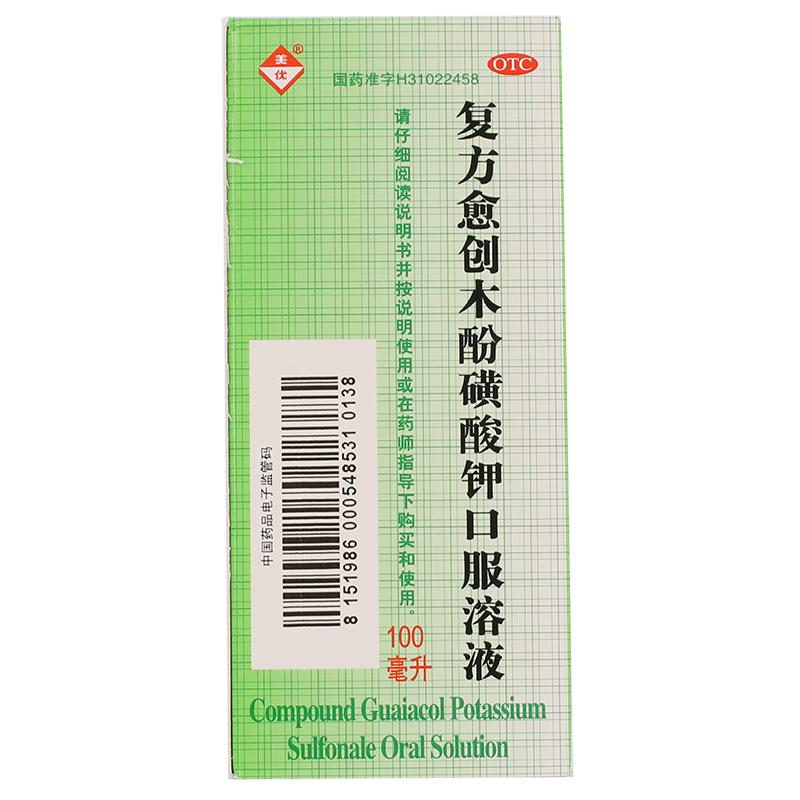 美
优
®
国药准字H31022458
OTC
复方愈创木酚磺酸钾口服溶液
请仔细阅读说明书并按说明使用或在药师指导下购买和使用。
中国药品电子监管码
8 151986 000548531 0138
100
毫升
Compound Guaiacol Potassium
Sulfonale Oral Solution